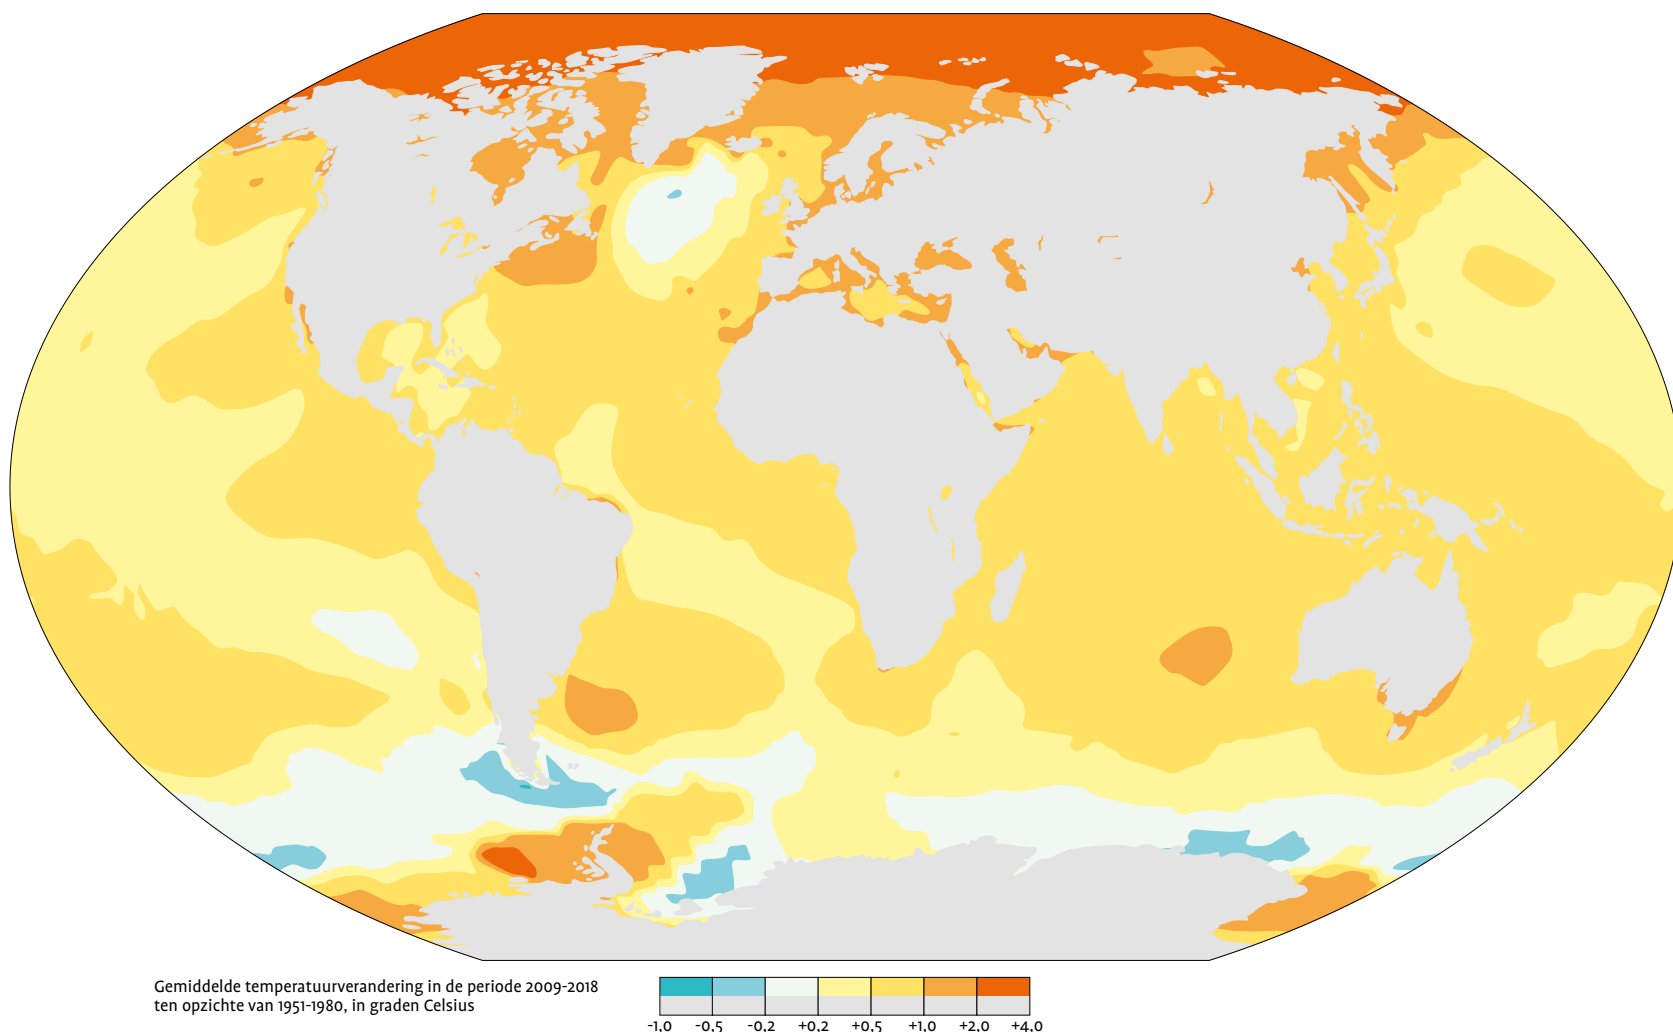 Gemiddelde temperatuurverandering in de periode 2009-2018
ten opzichte van 1951-1980, in graden Celsius
-1,0 -0,5 -0,2 +0,2 +0,5 +1,0 +2,0 +4,0